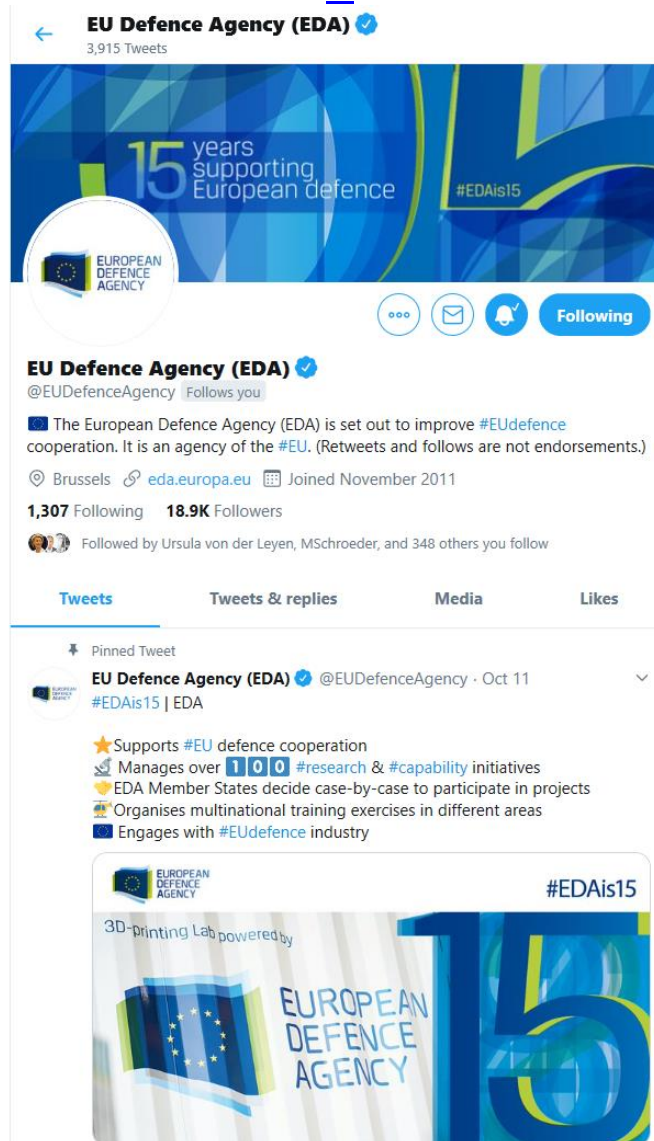 EU Defence Agency (EDA)
3,915 Tweets
15 years
supporting
European defence
#EDAis15
EUROPEAN
DEFENCE
AGENCY
Following
EU Defence Agency (EDA)
@EUDefenceAgency Follows you
The European Defence Agency (EDA) is set out to improve #EUdefence
cooperation. It is an agency of the #EU. (Retweets and follows are not endorsements.)
Brussels eda.europa.eu Joined November 2011
1,307 Following 18.9K Followers
Followed by Ursula von der Leyen, MSchroeder, and 348 others you follow
Tweets Tweets & replies Media Likes
Pinned Tweet
EU Defence Agency (EDA) @EUDefenceAgency · Oct 11
EUROPEAN
DEFENCE
AGENCY
#EDAis15 | EDA
⭐Supports #EU defence cooperation
🔬 Manages over 1️⃣0️⃣0️⃣ #research & #capability initiatives
🤝EDA Member States decide case-by-case to participate in projects
🚁Organises multinational training exercises in different areas
🇪🇺 Engages with #EUdefence industry
EUROPEAN
DEFENCE
AGENCY
#EDAis15
3D-printing Lab powered by
EUROPEAN
DEFENCE
AGENCY
15